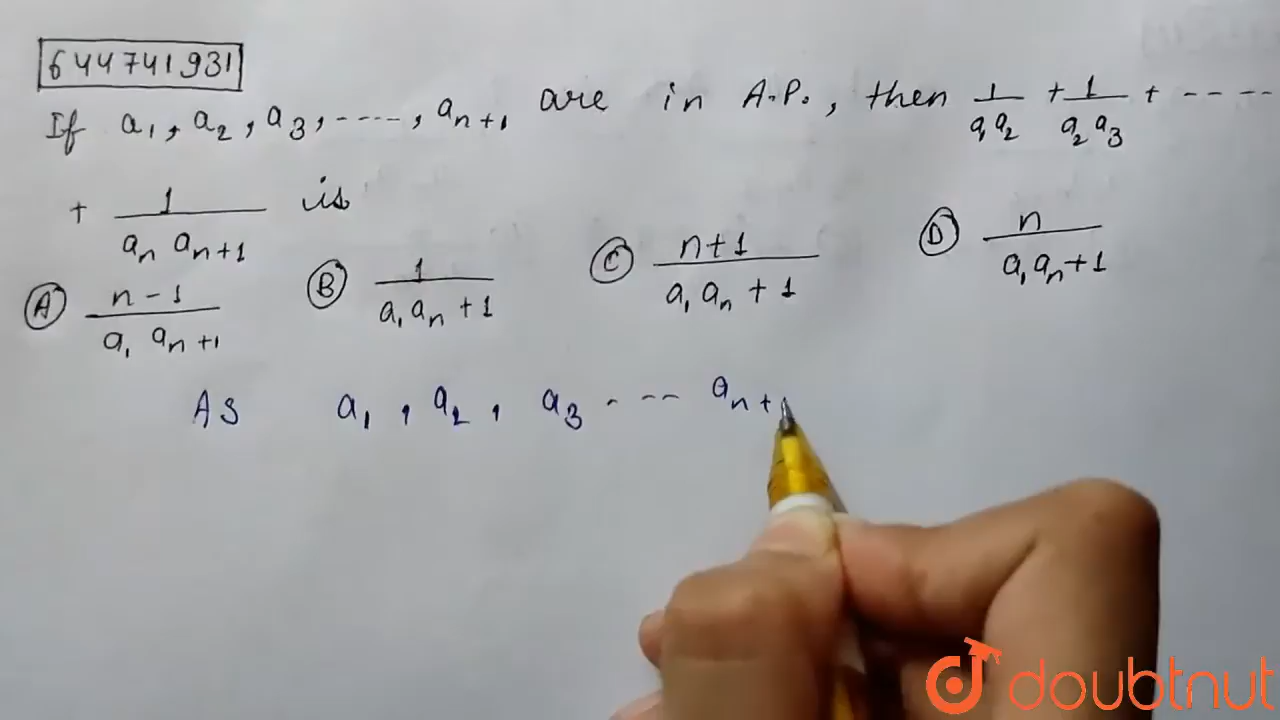 644741931
If a₁, a₂, a₃, ----, aₙ₊₁ are in A.P., then 1/a₁a₂ + 1/a₂a₃ + ----
+ 1/aₙ aₙ₊₁ is
(A) n-1/a₁ aₙ₊₁ (B) 1/a₁aₙ+1 (C) n+1/a₁aₙ+1 (D) n/a₁aₙ+1
AS a₁, a₂, a₃ ---- aₙ₊
doubtnut